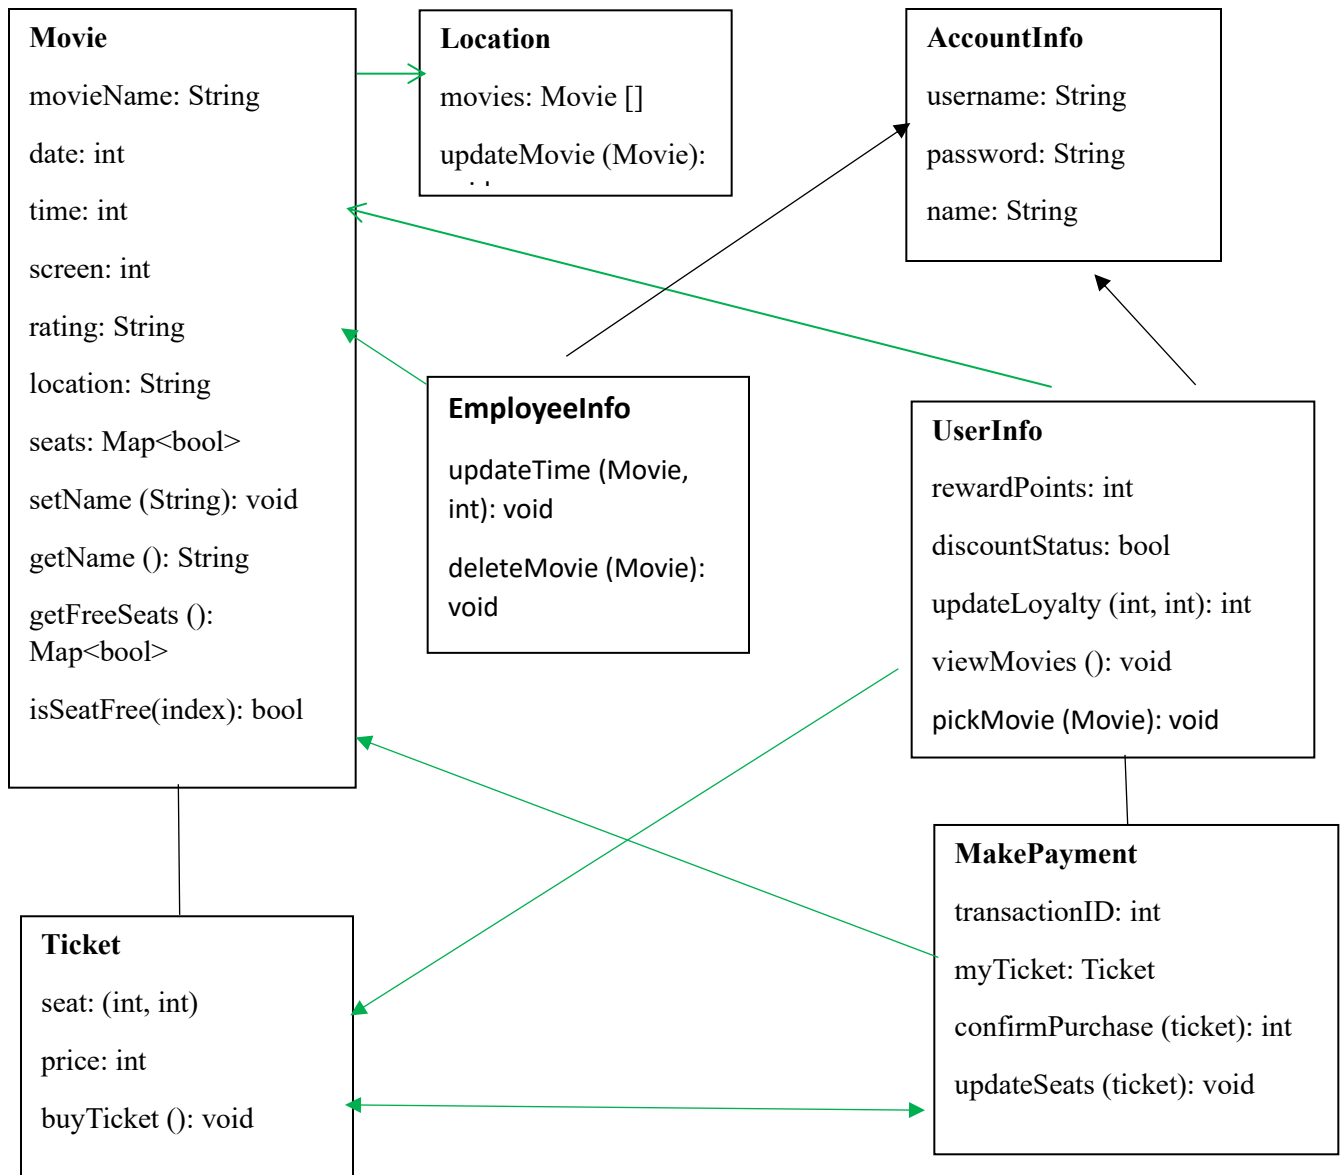 Movie
movieName: String
date: int
time: int
screen: int
rating: String
location: String
seats: Map<bool>
setName (String): void
getName (): String
getFreeSeats ():
Map<bool>
isSeatFree(index): bool
Location
movies: Movie []
updateMovie (Movie):
AccountInfo
username: String
password: String
name: String
EmployeeInfo
updateTime (Movie,
int): void
deleteMovie (Movie):
void
UserInfo
rewardPoints: int
discountStatus: bool
updateLoyalty (int, int): int
viewMovies (): void
pickMovie (Movie): void
Ticket
seat: (int, int)
price: int
buyTicket (): void
MakePayment
transactionID: int
myTicket: Ticket
confirmPurchase (ticket): int
updateSeats (ticket): void